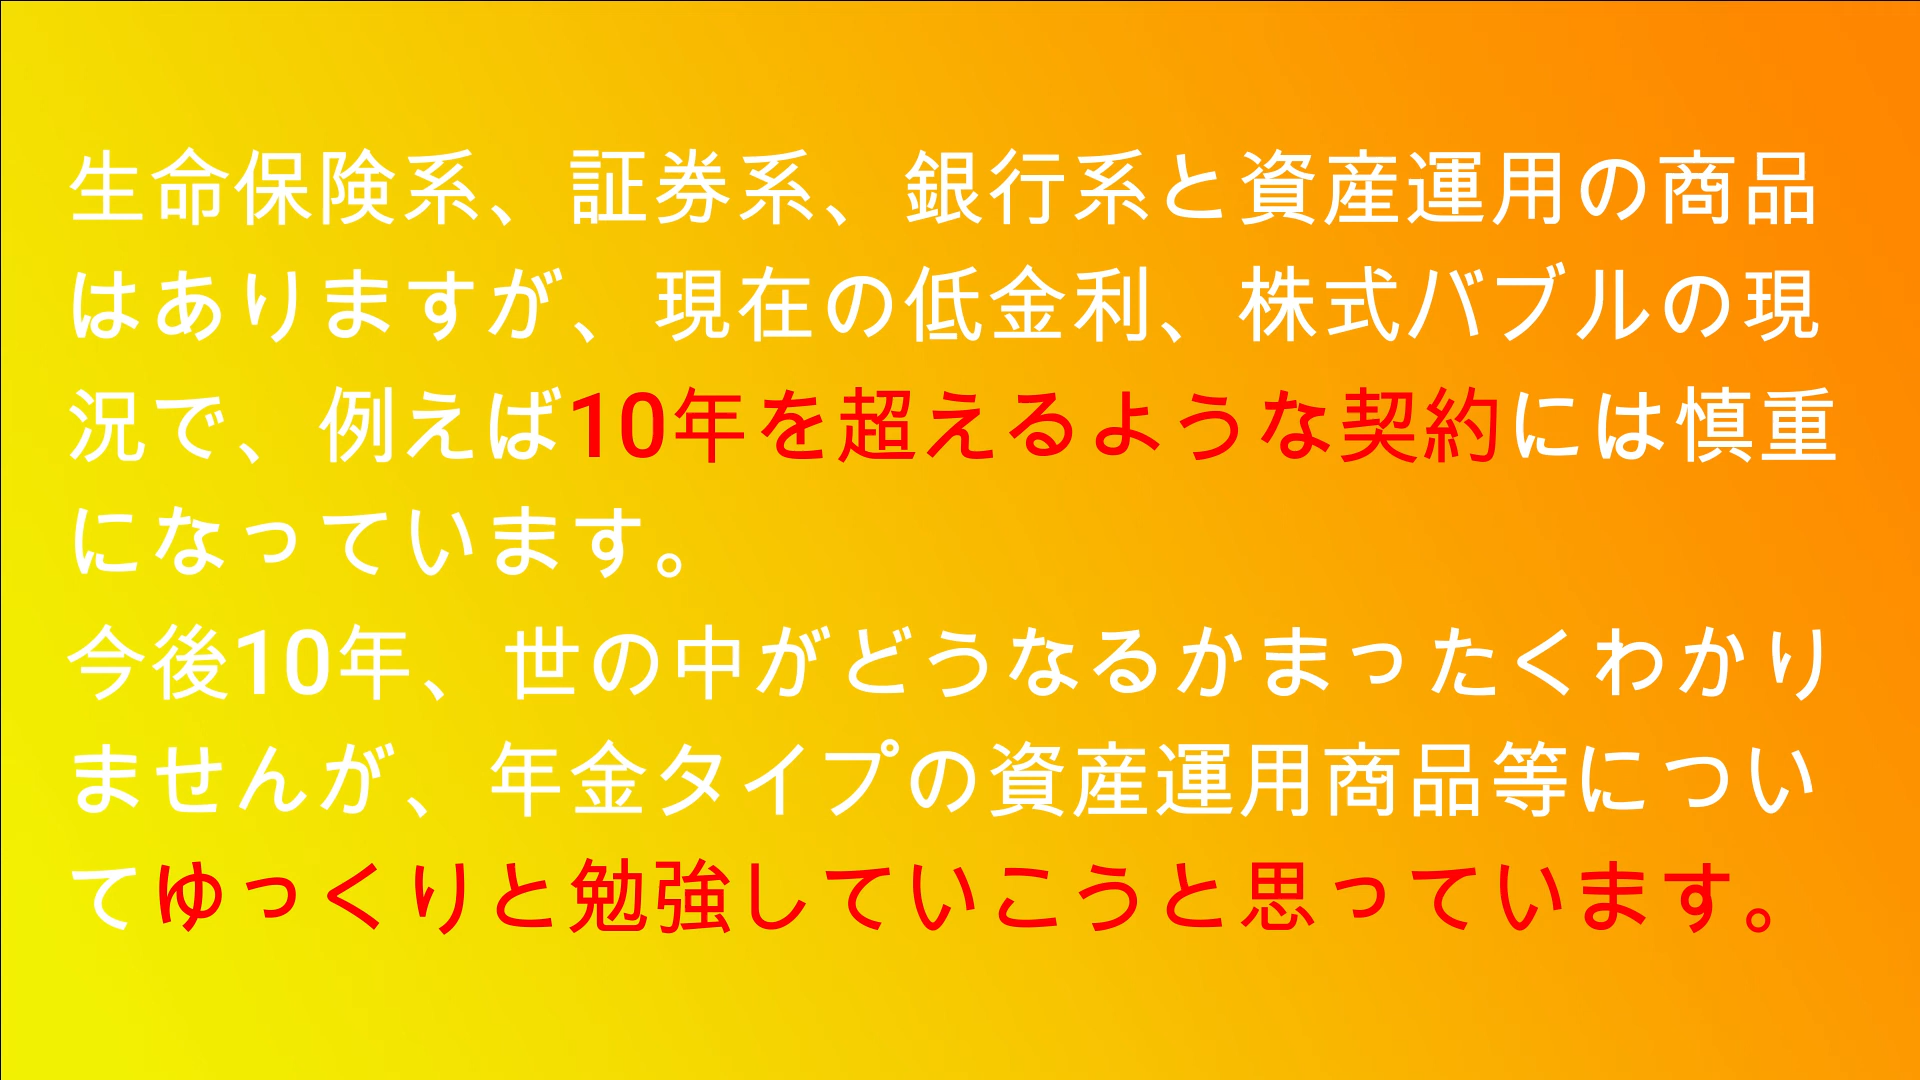 生命保険系、証券系、銀行系と資産運用の商品
はありますが、現在の低金利、株式バブルの現
況で、例えば10年を超えるような契約には慎重
になっています。
今後10年、世の中がどうなるかまったくわかり
ませんが、年金タイプの資産運用商品等につい
てゆっくりと勉強していこうと思っています。